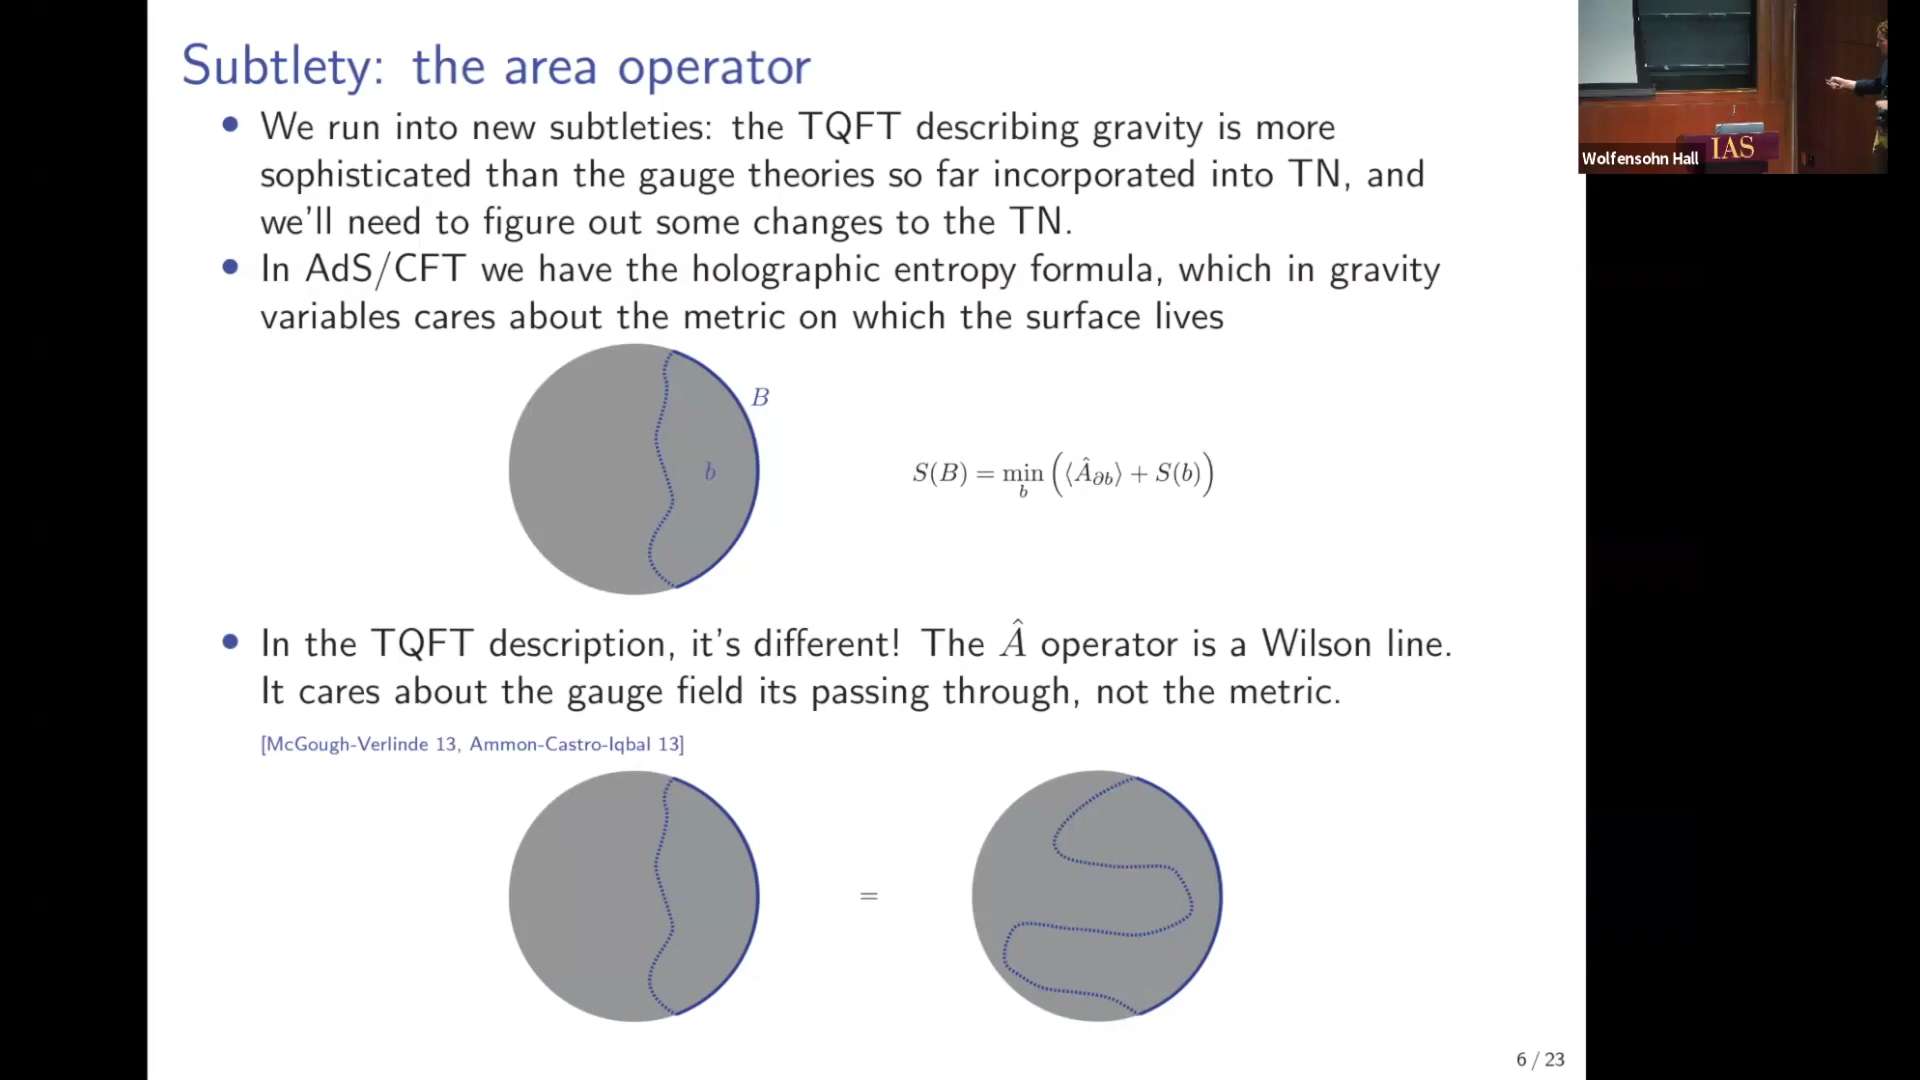 Subtlety: the area operator
• We run into new subtleties: the TQFT describing gravity is more
sophisticated than the gauge theories so far incorporated into TN, and
we'll need to figure out some changes to the TN.
• In AdS/CFT we have the holographic entropy formula, which in gravity
variables cares about the metric on which the surface lives
B
b
S(B) = min_b (⟨Â_{∂b}⟩ + S(b))
• In the TQFT description, it's different! The Â operator is a Wilson line.
It cares about the gauge field its passing through, not the metric.
[McGough-Verlinde 13, Ammon-Castro-Iqbal 13]
=
6 / 23
Wolfensohn Hall
IAS